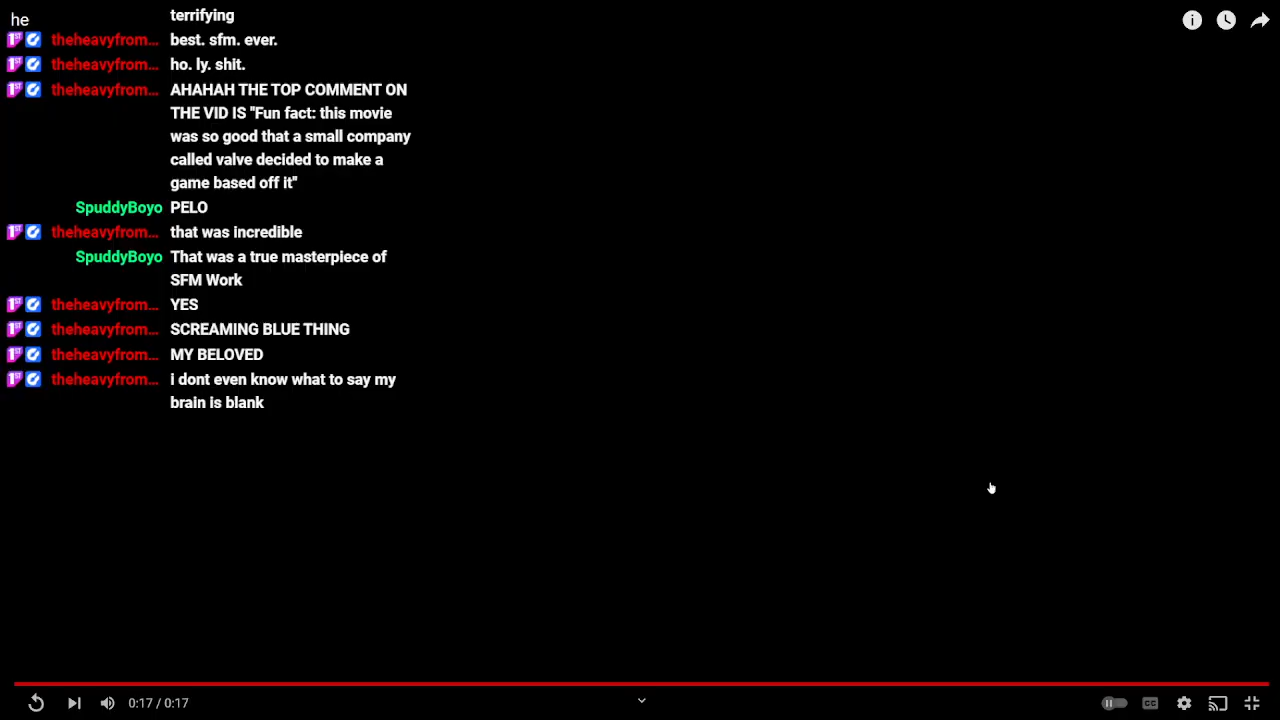 he
terrifying
theheavyfrom... best. sfm. ever.
theheavyfrom... ho. ly. shit.
theheavyfrom... AHAHAH THE TOP COMMENT ON
THE VID IS "Fun fact: this movie
was so good that a small company
called valve decided to make a
game based off it"
SpuddyBoyo PELO
theheavyfrom... that was incredible
SpuddyBoyo That was a true masterpiece of
SFM Work
theheavyfrom... YES
theheavyfrom... SCREAMING BLUE THING
theheavyfrom... MY BELOVED
theheavyfrom... i dont even know what to say my
brain is blank
0:17 / 0:17
CC